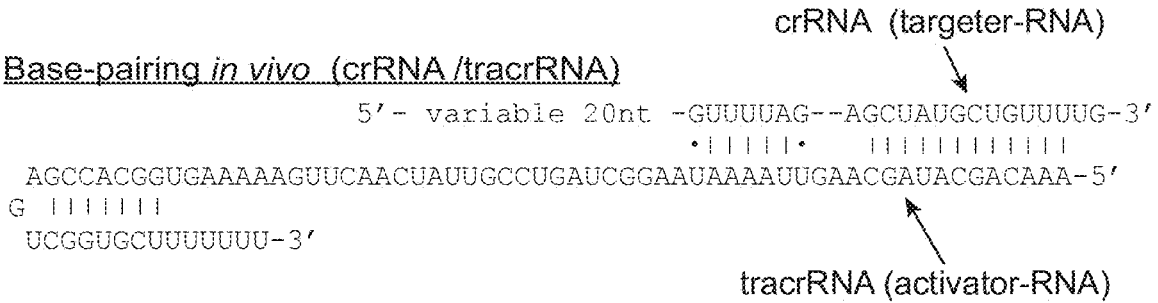 crRNA (targeter-RNA)
Base-pairing in vivo (crRNA/tracrRNA)
5'- variable 20nt -GUUUUAG--AGCUAUGCUGUUUUG-3'
AGCCACGGUGAAAAAGUUCAACUAUUGCCUGAUCGGAAUAAAAUUGAACGAUACGACAAA-5'
G
UCGGUGCUUUUUUU-3'
tracrRNA (activator-RNA)